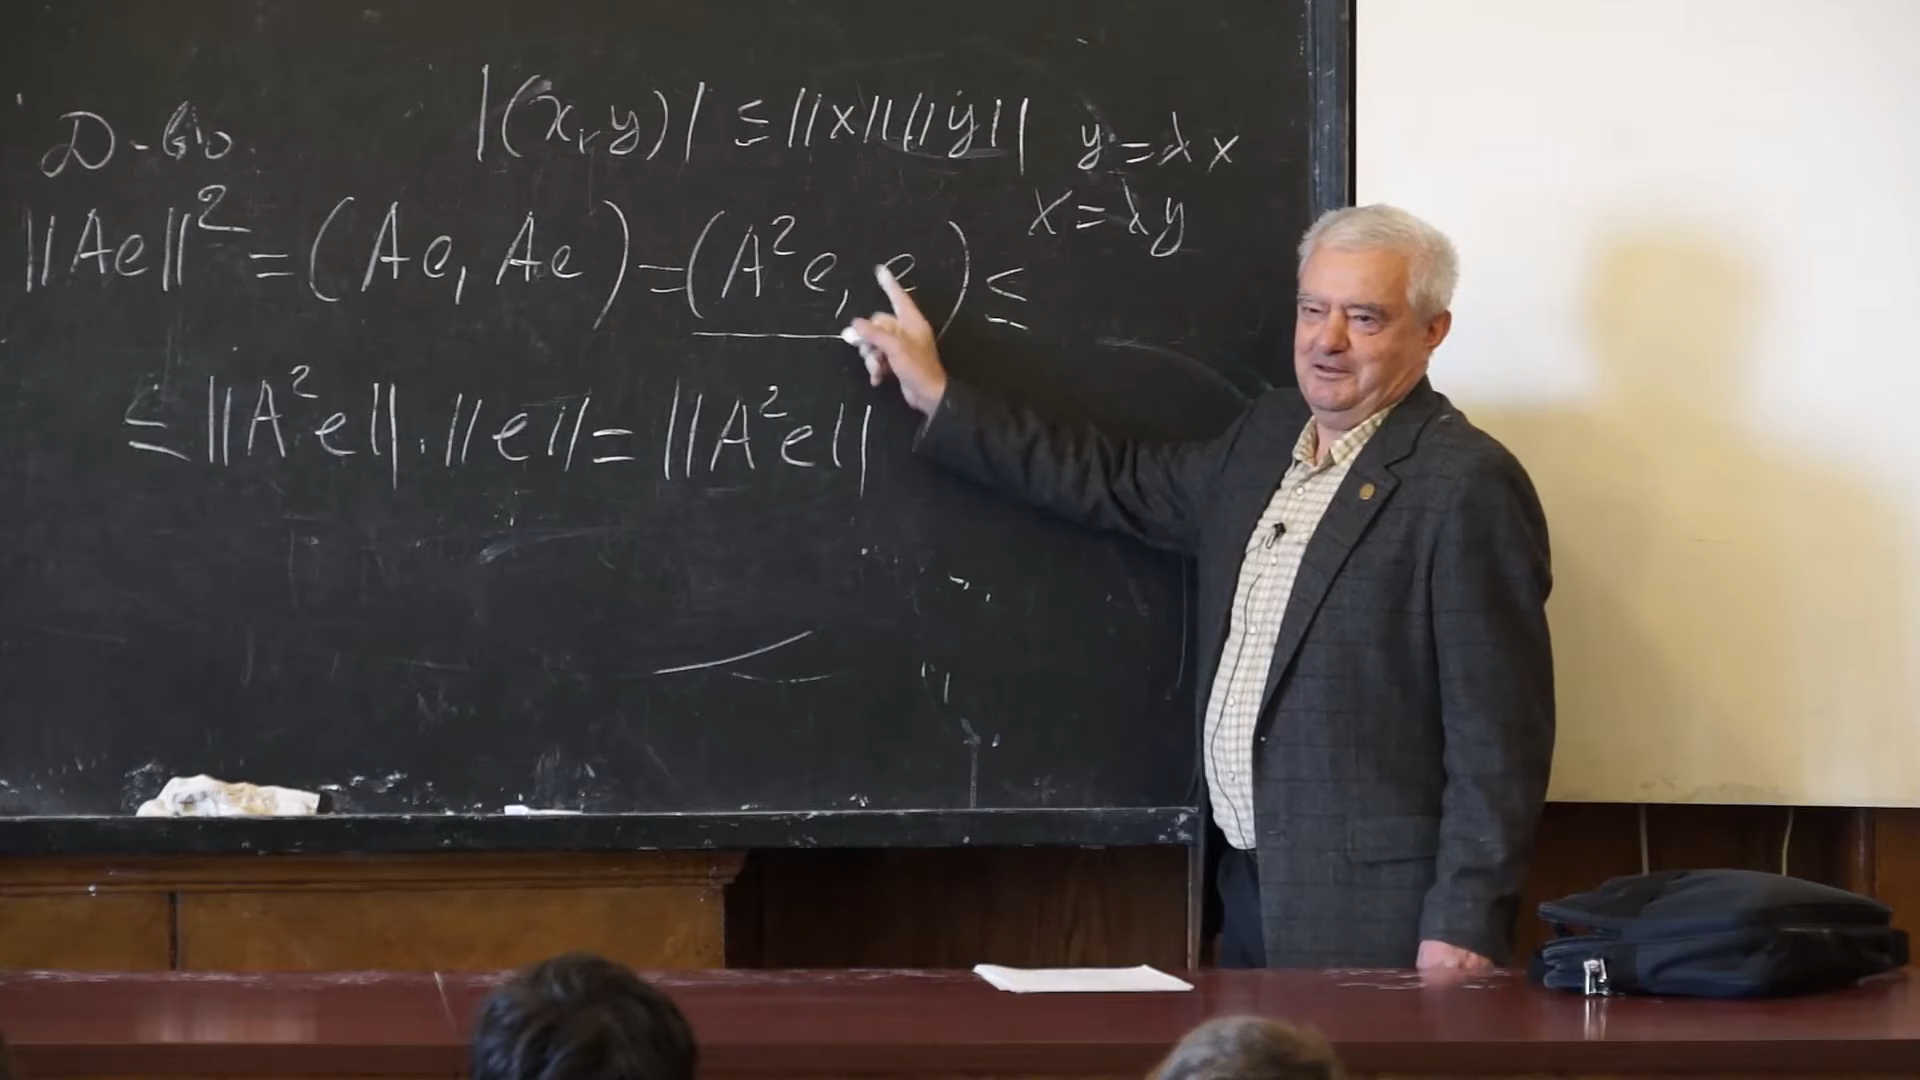 |(x, y)| ≤ ||x|| ||y|| y = λx
Д-во x = λy
||Ae||² = (Ae, Ae) = (A²e, e) ≤
≤ ||A²e|| · ||e|| = ||A²e||